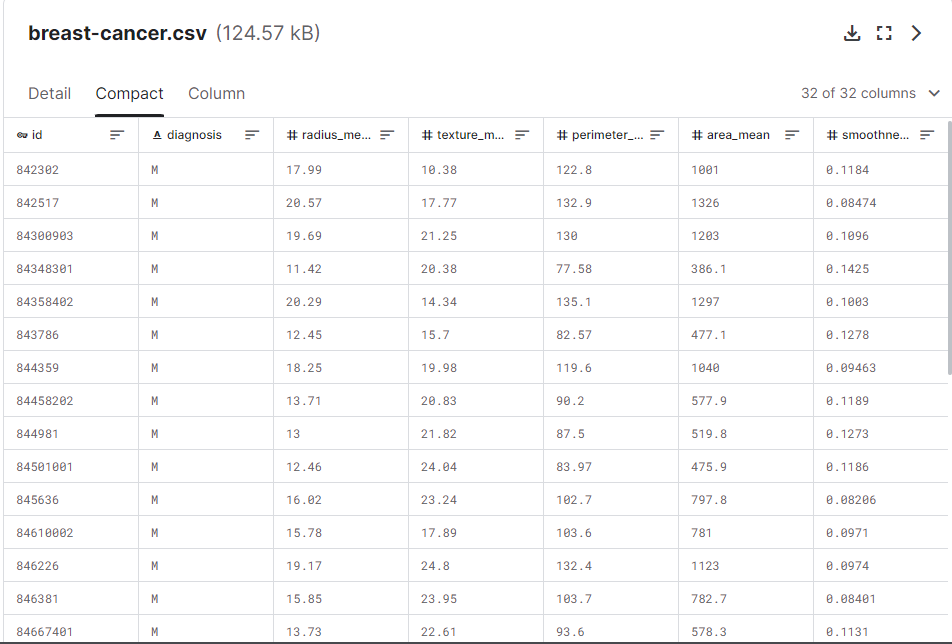 breast-cancer.csv (124.57 kB)
Detail Compact Column 32 of 32 columns
id A diagnosis # radius_me... # texture_m... # perimeter_... # area_mean # smoothne...
842302 M 17.99 10.38 122.8 1001 0.1184
842517 M 20.57 17.77 132.9 1326 0.08474
84300903 M 19.69 21.25 130 1203 0.1096
84348301 M 11.42 20.38 77.58 386.1 0.1425
84358402 M 20.29 14.34 135.1 1297 0.1003
843786 M 12.45 15.7 82.57 477.1 0.1278
844359 M 18.25 19.98 119.6 1040 0.09463
84458202 M 13.71 20.83 90.2 577.9 0.1189
844981 M 13 21.82 87.5 519.8 0.1273
84501001 M 12.46 24.04 83.97 475.9 0.1186
845636 M 16.02 23.24 102.7 797.8 0.08206
84610002 M 15.78 17.89 103.6 781 0.0971
846226 M 19.17 24.8 132.4 1123 0.0974
846381 M 15.85 23.95 103.7 782.7 0.08401
84667401 M 13.73 22.61 93.6 578.3 0.1131